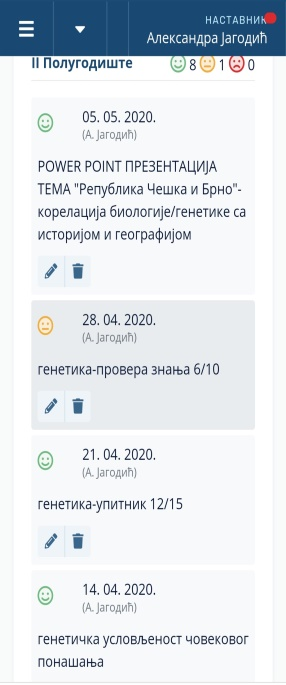 НАСТАВНИК
Александра Јагодић
II Полугодиште
8 1 0
05. 05. 2020.
(А. Јагодић)
POWER POINT ПРЕЗЕНТАЦИЈА
ТЕМА "Република Чешка и Брно"-
корелација биологије/генетике са
историјом и географијом
28. 04. 2020.
(А. Јагодић)
генетика-провера знања 6/10
21. 04. 2020.
(А. Јагодић)
генетика-упитник 12/15
14. 04. 2020.
(А. Јагодић)
генетичка условљеност човековог
понашања